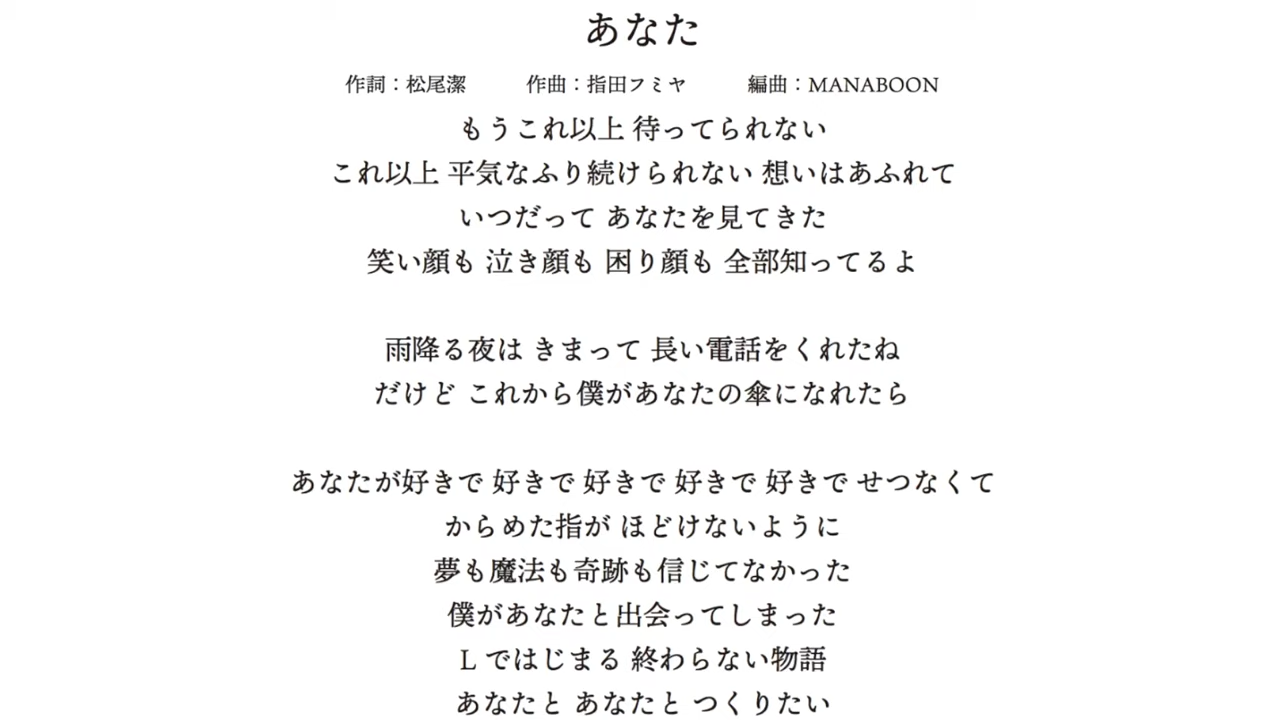 あなた
作詞：松尾潔 作曲：指田フミヤ 編曲：MANABOON
もうこれ以上 待ってられない
これ以上 平気なふり続けられない 想いはあふれて
いつだって あなたを見てきた
笑い顔も 泣き顔も 困り顔も 全部知ってるよ
雨降る夜は きまって 長い電話をくれたね
だけど これから僕があなたの傘になれたら
あなたが好きで 好きで 好きで 好きで 好きで せつなくて
からめた指が ほどけないように
夢も魔法も奇跡も信じてなかった
僕があなたと出会ってしまった
L ではじまる 終わらない物語
あなたと あなたと つくりたい